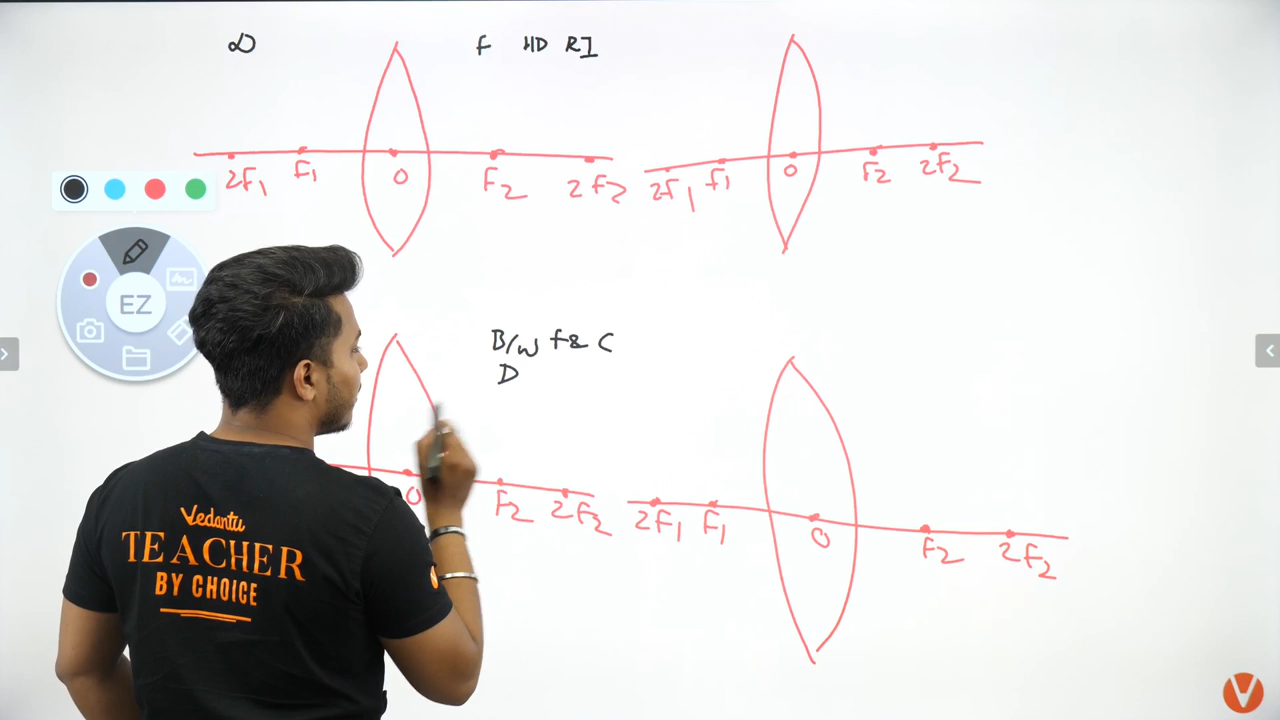 ∞ F HD RI
2F1 F1 O F2 2F2
2F1 F1 O F2 2F2
EZ
B/w F & C
D
O F2 2F2
2F1 F1 O F2 2F2
Vedantu
TEACHER
BY CHOICE